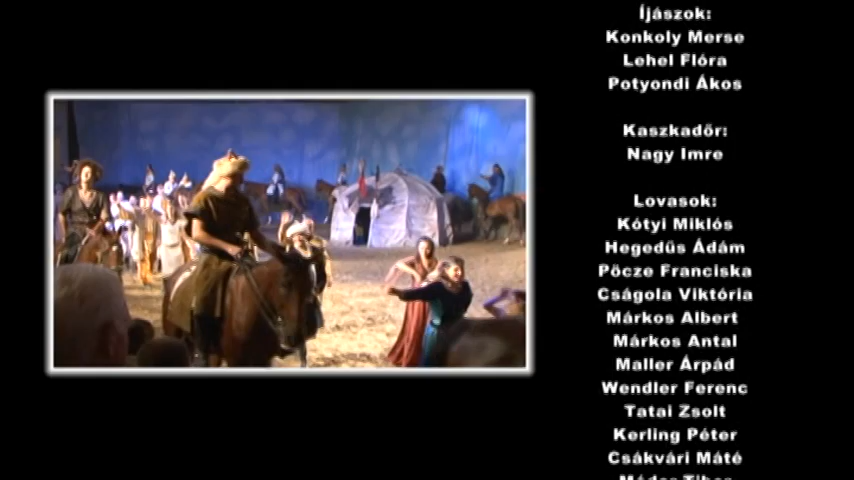 Íjászok:
Konkoly Merse
Lehel Flóra
Potyondi Ákos
Kaszkadőr:
Nagy Imre
Lovasok:
Kótyi Miklós
Hegedűs Ádám
Pőcze Franciska
Cságola Viktória
Márkos Albert
Márkos Antal
Maller Árpád
Wendler Ferenc
Tatai Zsolt
Kerling Péter
Csákvári Máté